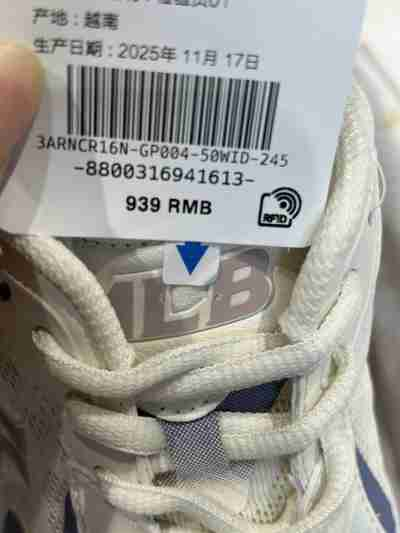 产地：越南
生产日期：2025年 11月 17日
3ARNCR16N-GP004-50WID-245
-8800316941613-
939 RMB
RFID
LB